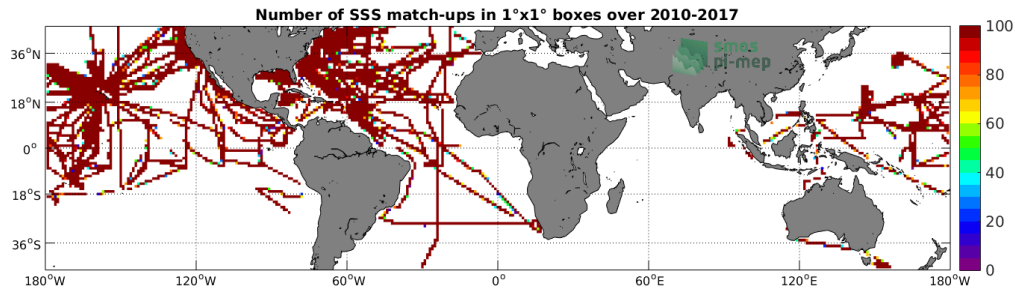 Number of SSS match-ups in 1°x1° boxes over 2010-2017
smos
pi-mep
36°N
18°N
0°
18°S
36°S
180°W
120°W
60°W
0°
60°E
120°E
180°W
100
80
60
40
20
0